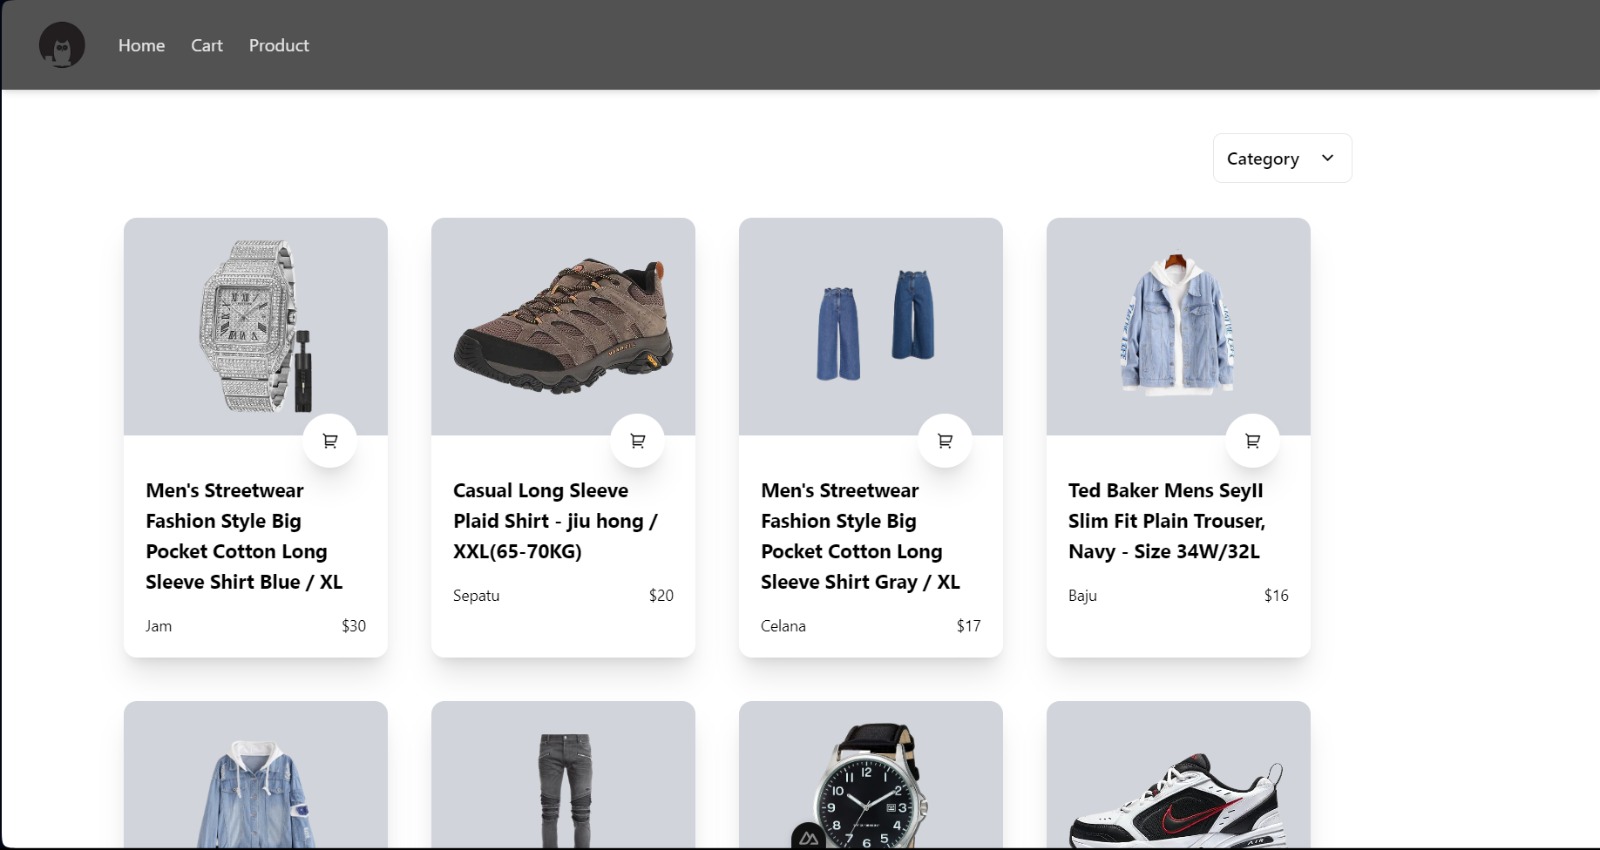 Home Cart Product
Category
Men's Streetwear
Fashion Style Big
Pocket Cotton Long
Sleeve Shirt Blue / XL
Jam $30
Casual Long Sleeve
Plaid Shirt - jiu hong /
XXL(65-70KG)
Sepatu $20
Men's Streetwear
Fashion Style Big
Pocket Cotton Long
Sleeve Shirt Gray / XL
Celana $17
Ted Baker Mens Seyll
Slim Fit Plain Trouser,
Navy - Size 34W/32L
Baju $16